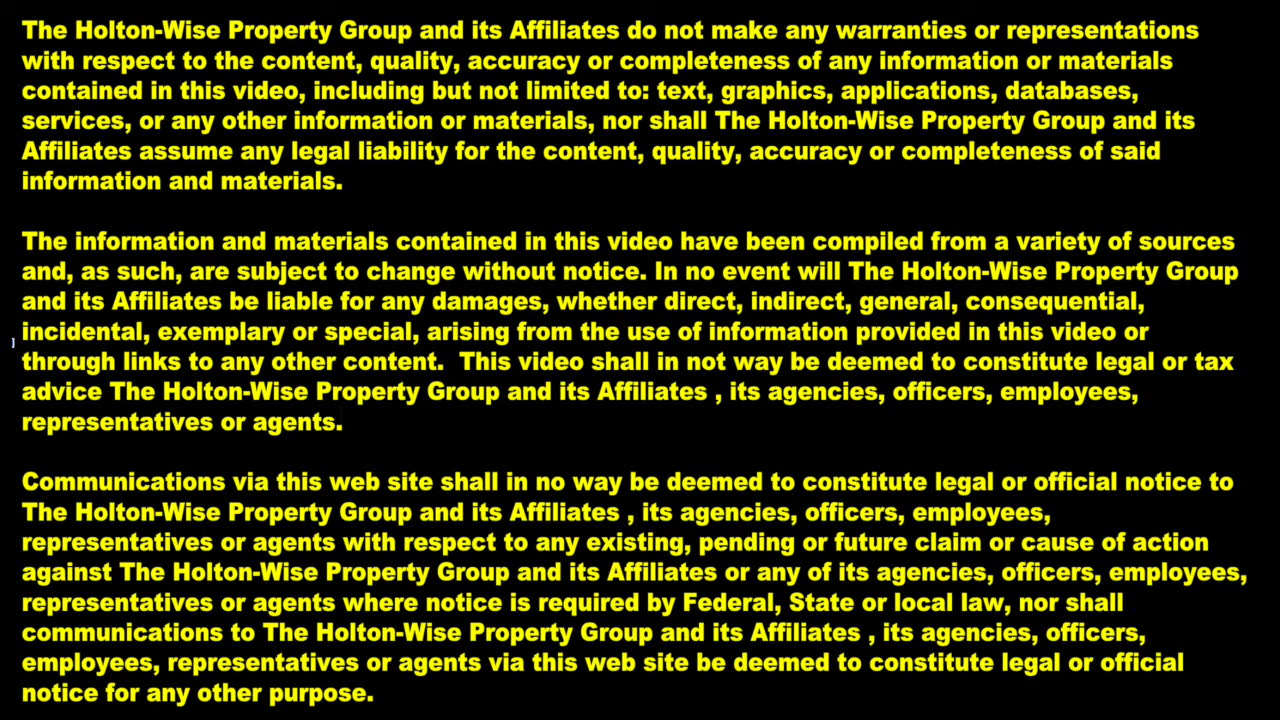 The Holton-Wise Property Group and its Affiliates do not make any warranties or representations
with respect to the content, quality, accuracy or completeness of any information or materials
contained in this video, including but not limited to: text, graphics, applications, databases,
services, or any other information or materials, nor shall The Holton-Wise Property Group and its
Affiliates assume any legal liability for the content, quality, accuracy or completeness of said
information and materials.
The information and materials contained in this video have been compiled from a variety of sources
and, as such, are subject to change without notice. In no event will The Holton-Wise Property Group
and its Affiliates be liable for any damages, whether direct, indirect, general, consequential,
incidental, exemplary or special, arising from the use of information provided in this video or
through links to any other content.  This video shall in not way be deemed to constitute legal or tax
advice The Holton-Wise Property Group and its Affiliates , its agencies, officers, employees,
representatives or agents.
Communications via this web site shall in no way be deemed to constitute legal or official notice to
The Holton-Wise Property Group and its Affiliates , its agencies, officers, employees,
representatives or agents with respect to any existing, pending or future claim or cause of action
against The Holton-Wise Property Group and its Affiliates or any of its agencies, officers, employees,
representatives or agents where notice is required by Federal, State or local law, nor shall
communications to The Holton-Wise Property Group and its Affiliates , its agencies, officers,
employees, representatives or agents via this web site be deemed to constitute legal or official
notice for any other purpose.